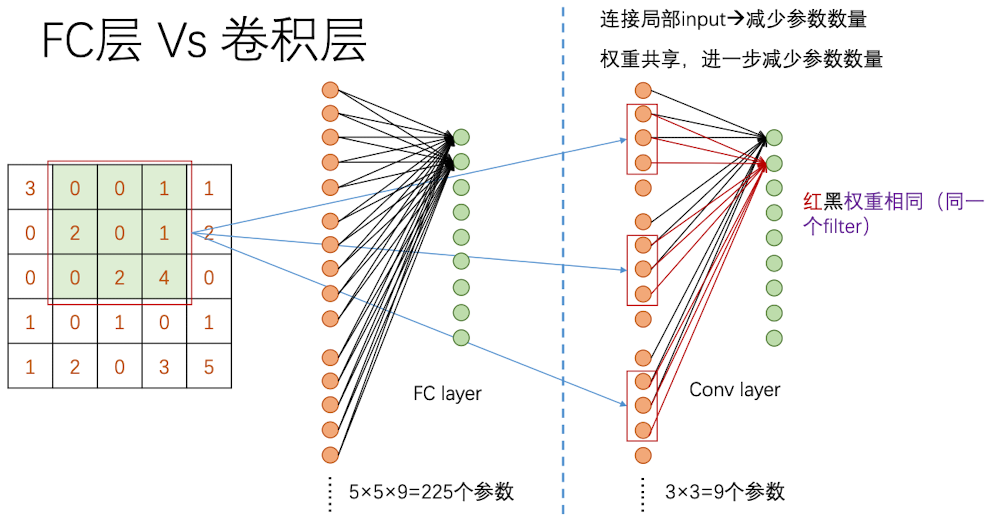 FC层 Vs 卷积层
连接局部input→减少参数数量
权重共享，进一步减少参数数量
3 0 0 1 1
0 2 0 1 2
0 0 2 4 0
1 0 1 0 1
1 2 0 3 5
红黑权重相同（同一
个filter）
FC layer
Conv layer
5×5×9=225个参数
3×3=9个参数